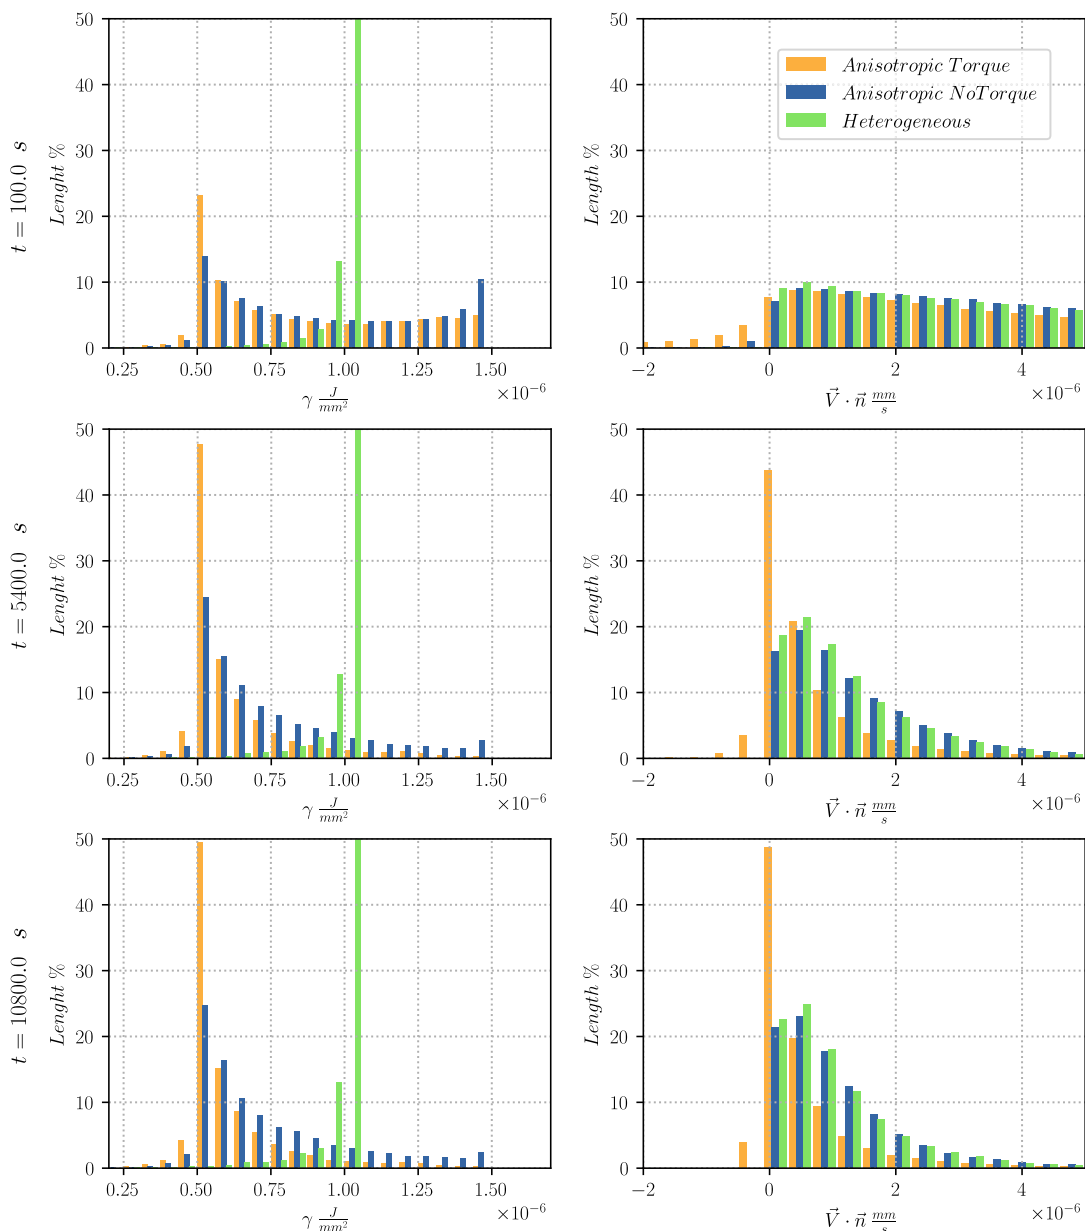 t = 100.0 s
Lenght %
50
40
30
20
10
0
0.25 0.50 0.75 1.00 1.25 1.50
×10⁻⁶
γ J/mm²
Length %
50
40
30
20
10
0
Anisotropic Torque
Anisotropic NoTorque
Heterogeneous
−2 0 2 4
×10⁻⁶
V⃗ · n⃗ mm/s
t = 5400.0 s
Lenght %
50
40
30
20
10
0
0.25 0.50 0.75 1.00 1.25 1.50
×10⁻⁶
γ J/mm²
Length %
50
40
30
20
10
0
−2 0 2 4
×10⁻⁶
V⃗ · n⃗ mm/s
t = 10800.0 s
Lenght %
50
40
30
20
10
0
0.25 0.50 0.75 1.00 1.25 1.50
×10⁻⁶
γ J/mm²
Length %
50
40
30
20
10
0
−2 0 2 4
×10⁻⁶
V⃗ · n⃗ mm/s